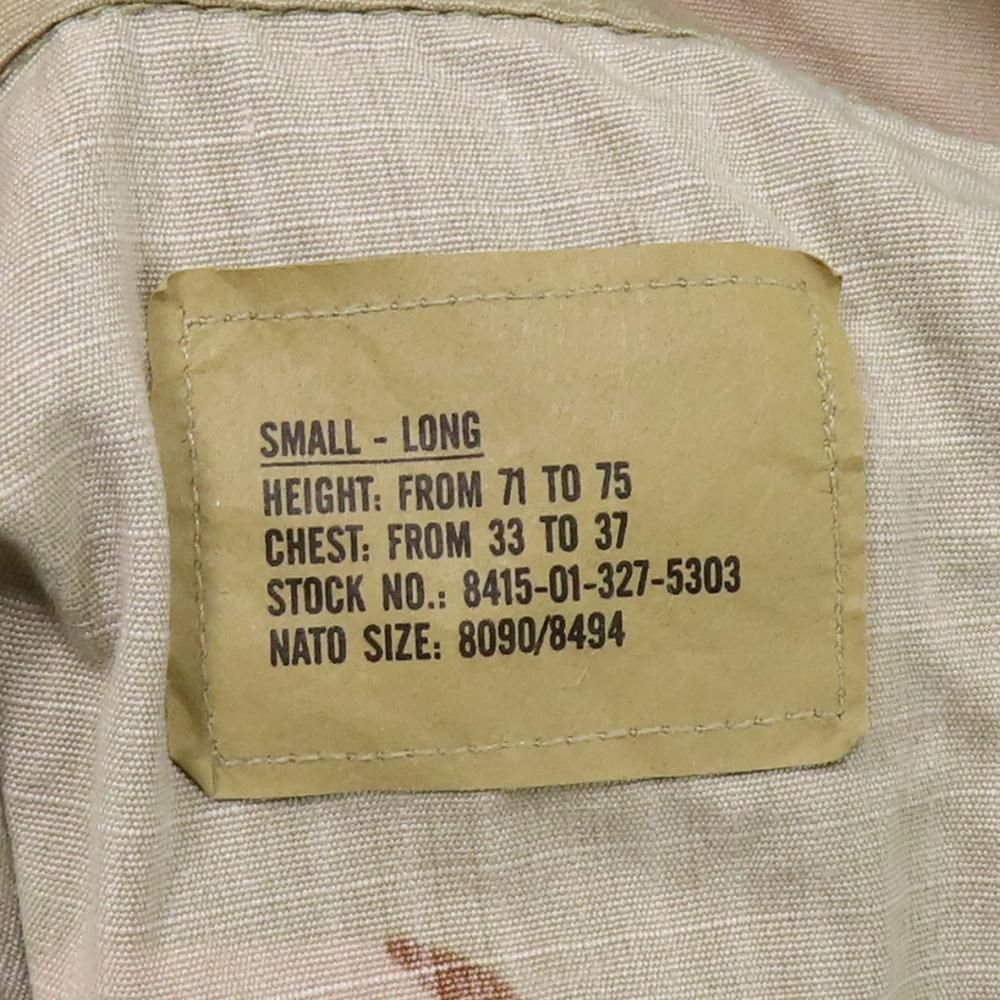 SMALL - LONG
HEIGHT: FROM 71 TO 75
CHEST: FROM 33 TO 37
STOCK NO.: 8415-01-327-5303
NATO SIZE: 8090/8494